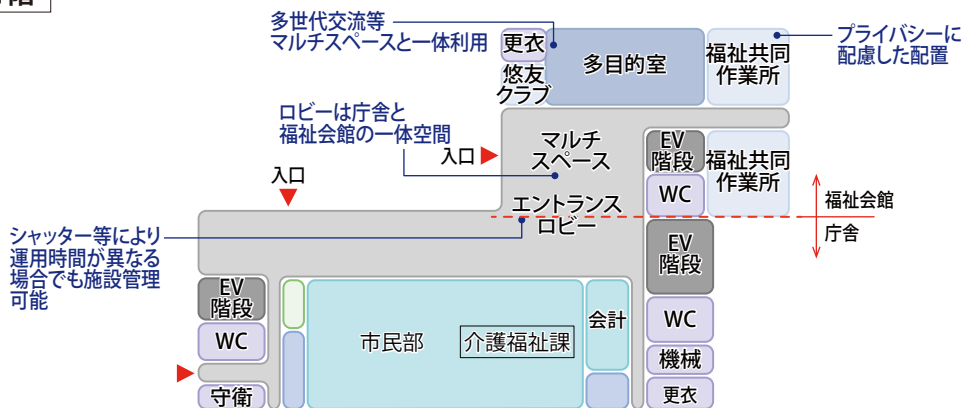 階
多世代交流等
マルチスペースと一体利用
更衣
多目的室
福祉共同
作業所
プライバシーに
配慮した配置
悠友
クラブ
ロビーは庁舎と
福祉会館の一体空間
入口
マルチ
スペース
EV
階段
福祉共同
作業所
入口
WC
エントランス
ロビー
福祉会館
庁舎
シャッター等により
運用時間が異なる
場合でも施設管理
可能
EV
階段
EV
階段
WC
市民部
介護福祉課
会計
WC
機械
守衛
更衣